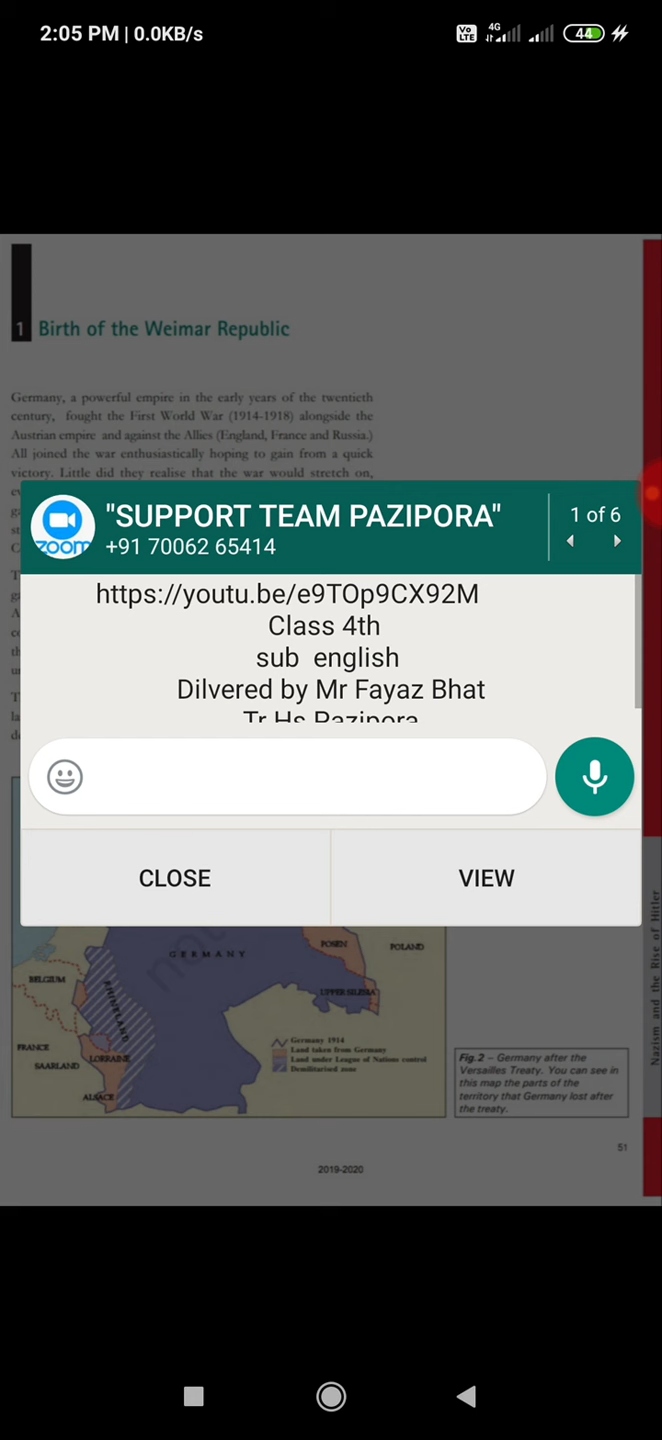 2:05 PM | 0.0KB/s
Vo LTE
4G
44
1 Birth of the Weimar Republic
Germany, a powerful empire in the early years of the twentieth
century, fought the First World War (1914-1918) alongside the
Austrian empire and against the Allies (England, France and Russia.)
All joined the war enthusiastically hoping to gain from a quick
victory. Little did they realise that the war would stretch on,
zoom
"SUPPORT TEAM PAZIPORA"
+91 70062 65414
1 of 6
https://youtu.be/e9TOp9CX92M
Class 4th
sub english
Dilvered by Mr Fayaz Bhat
Tr Hs Pazipora
CLOSE
VIEW
GERMANY
POSEN
POLAND
BELGIUM
RHINELAND
UPPER SILESIA
FRANCE
SAARLAND
LORRAINE
ALSACE
Germany 1914
Land taken from Germany
Land under League of Nations control
Demilitarised zone
Fig.2 – Germany after the
Versailles Treaty. You can see in
this map the parts of the
territory that Germany lost after
the treaty.
Nazism and the Rise of Hitler
51
2019-2020